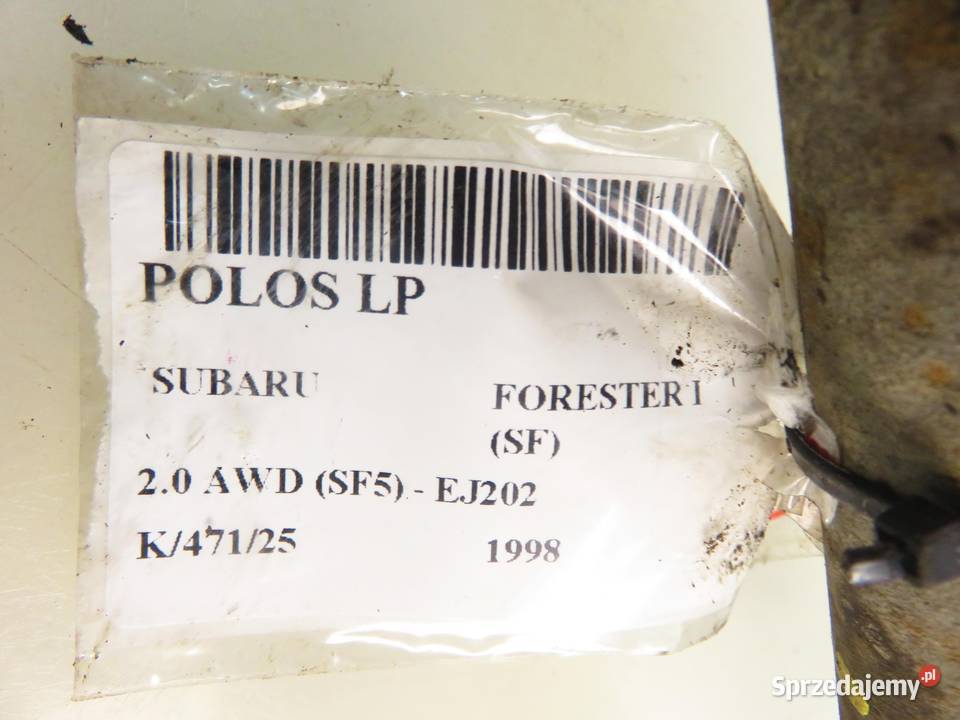 POLOS LP
SUBARU FORESTER I
(SF)
2.0 AWD (SF5) - EJ202
K/471/25 1998
Sprzedajemy.pl